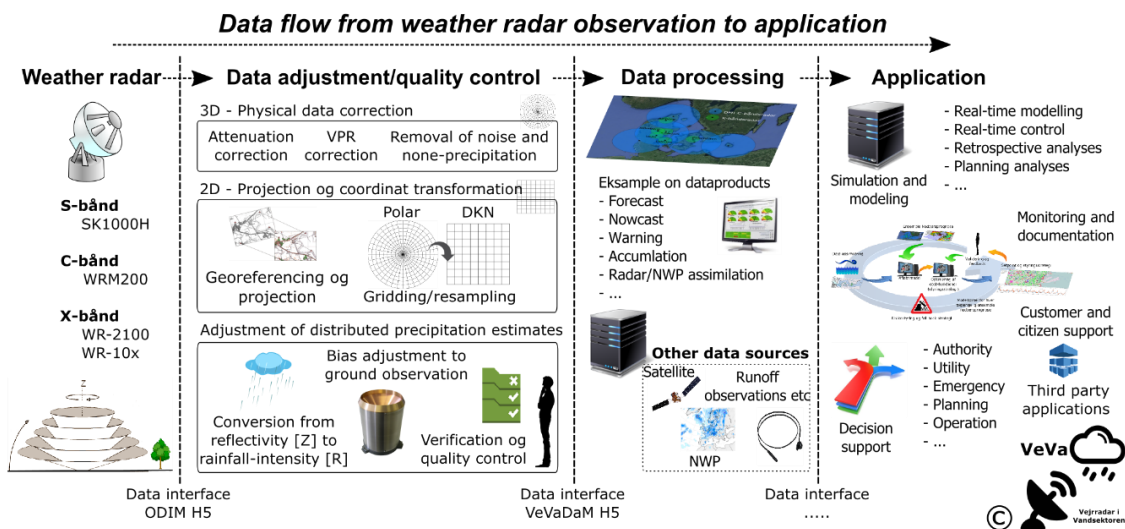 Data flow from weather radar observation to application
Weather radar
Data adjustment/quality control
Data processing
Application
S-bånd
SK1000H
C-bånd
WRM200
X-bånd
WR-2100
WR-10x
Z
3D - Physical data correction
Attenuation
correction
VPR
correction
Removal of noise and
none-precipitation
2D - Projection og coordinat transformation
Georeferencing og
projection
Polar
DKN
Gridding/resampling
Adjustment of distributed precipitation estimates
Bias adjustment to
ground observation
Conversion from
reflectivity [Z] to
rainfall-intensity [R]
Verification og
quality control
Eksample on dataproducts
- Forecast
- Nowcast
- Warning
- Accumlation
- Radar/NWP assimilation
- ...
Other data sources
Satellite
Runoff
observations etc
NWP
- Real-time modelling
- Real-time control
- Retrospective analyses
- Planning analyses
- ...
Simulation and
modeling
Monitoring and
documentation
Customer and
citizen support
Decision
support
- Authority
- Utility
- Emergency
- Planning
- Operation
- ...
Third party
applications
VeVa
©
Vejrradar i
Vandsektoren
Data interface
ODIM H5
Data interface
VeVaDaM H5
Data interface
.....